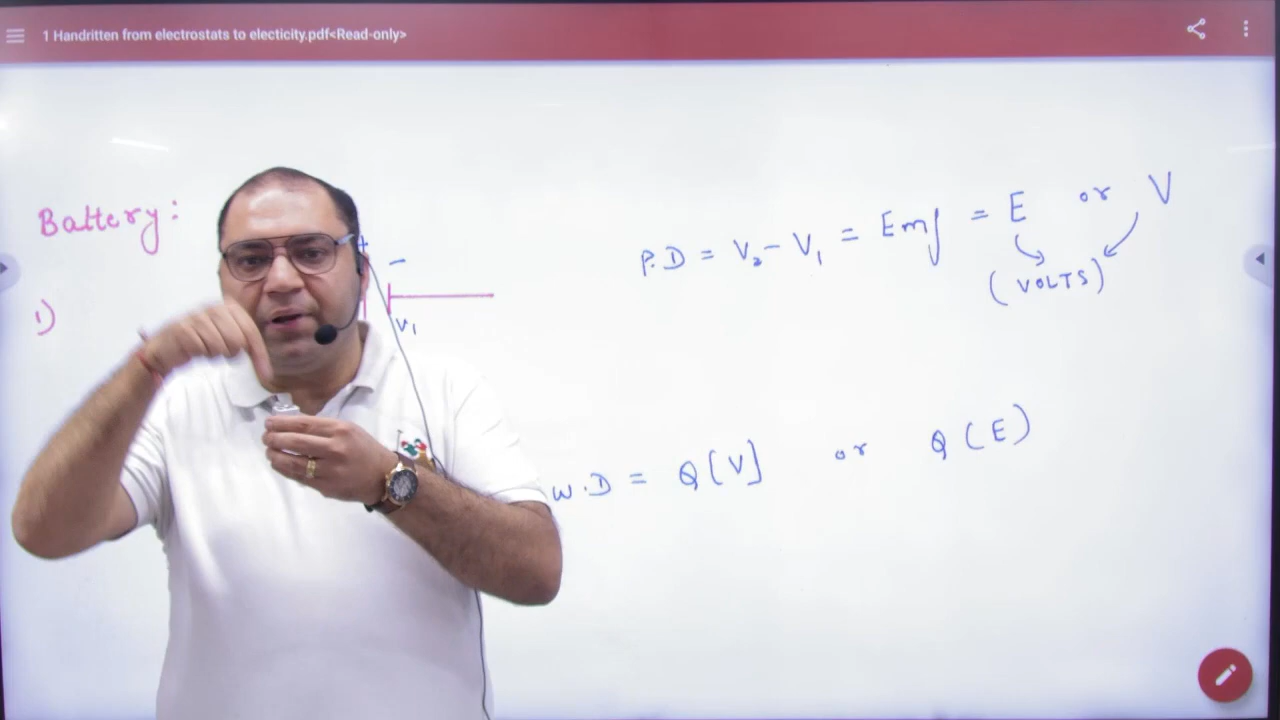 1 Handritten from electrostats to electicity.pdf<Read-only>
Battery:
P.D = V₂ - V₁ = Emf = E or V
(VOLTS)
1)
+ -
V₁
W.D = Q[V] or Q(E)